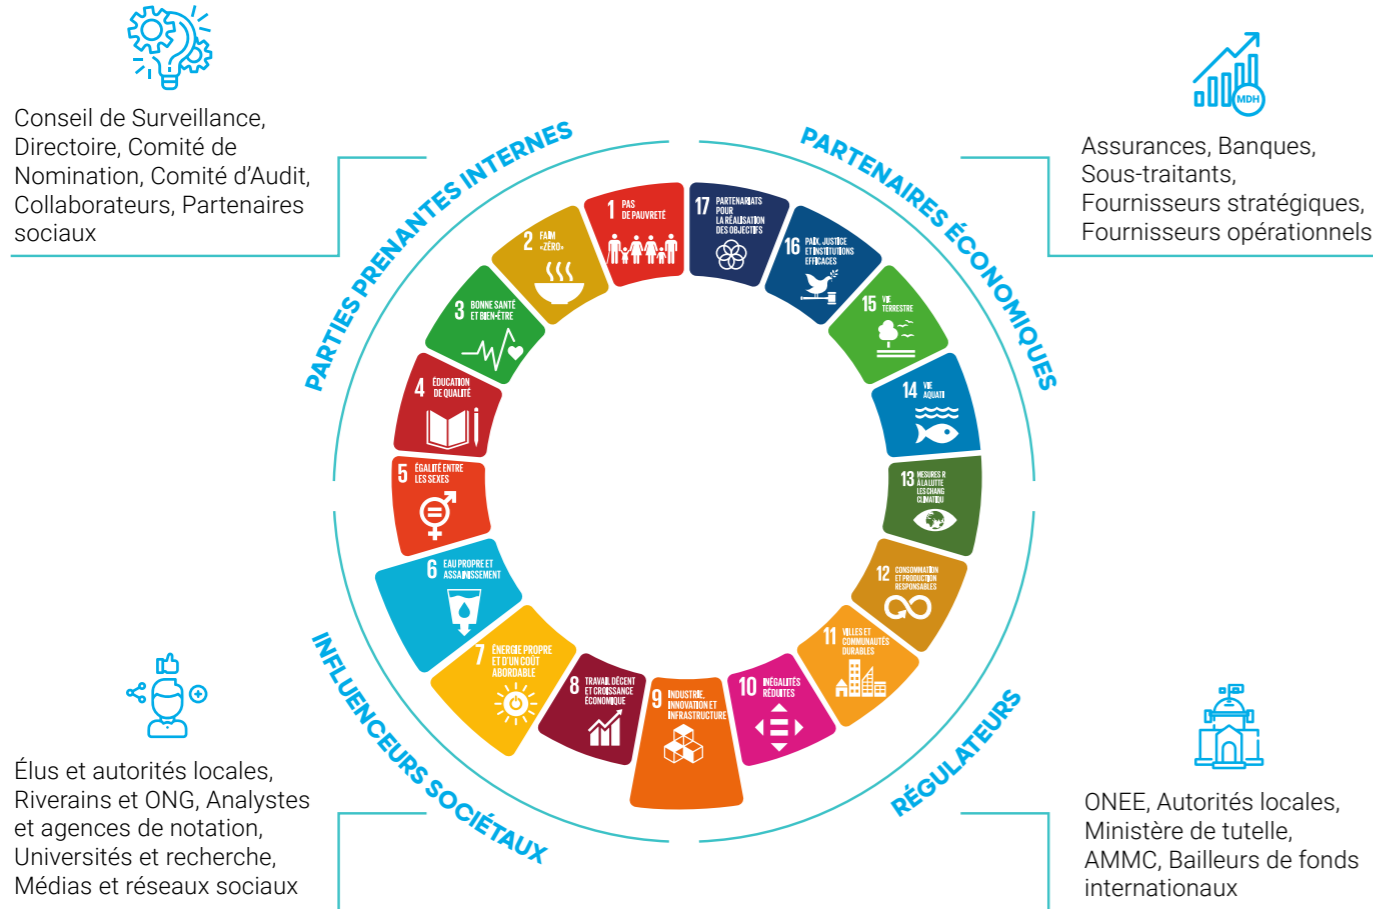 Conseil de Surveillance,
Directoire, Comité de
Nomination, Comité d'Audit,
Collaborateurs, Partenaires
sociaux
MDH
Assurances, Banques,
Sous-traitants,
Fournisseurs stratégiques,
Fournisseurs opérationnels
PARTIES PRENANTES INTERNES
PARTENAIRES ÉCONOMIQUES
1 PAS
DE PAUVRETÉ
2 FAIM
«ZÉRO»
3 BONNE SANTÉ
ET BIEN-ÊTRE
4 ÉDUCATION
DE QUALITÉ
5 ÉGALITÉ ENTRE
LES SEXES
6 EAU PROPRE ET
ASSAINISSEMENT
7 ÉNERGIE PROPRE
ET D'UN COÛT
ABORDABLE
8 TRAVAIL DÉCENT
ET CROISSANCE
ÉCONOMIQUE
9 INDUSTRIE,
INNOVATION ET
INFRASTRUCTURE
10 INÉGALITÉS
RÉDUITES
11 VILLES ET
COMMUNAUTÉS
DURABLES
12 CONSOMMATION
ET PRODUCTION
RESPONSABLES
13 MESURES R
À LA LUTTE
LES CHANG
CLIMATIQU
14 VIE
AQUATI
15 VIE
TERRESTRE
16 PAIX, JUSTICE
ET INSTITUTIONS
EFFICACES
17 PARTENARIATS
POUR
LA RÉALISATION
DES OBJECTIFS
INFLUENCEURS SOCIÉTAUX
RÉGULATEURS
Élus et autorités locales,
Riverains et ONG, Analystes
et agences de notation,
Universités et recherche,
Médias et réseaux sociaux
ONEE, Autorités locales,
Ministère de tutelle,
AMMC, Bailleurs de fonds
internationaux